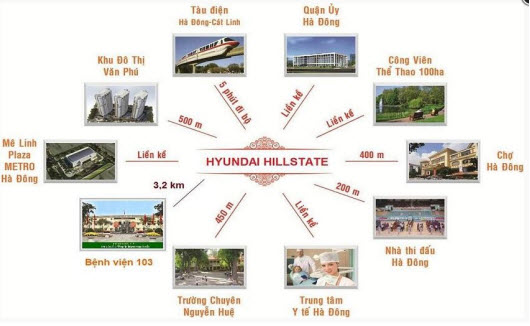 Tàu điện
Hà Đông-Cát Linh
Quận Ủy
Hà Đông
Khu Đô Thị
Văn Phú
Công Viên
Thể Thao 100ha
5 phút đi bộ
Liền kề
500 m
Liền kề
Mê Linh
Plaza
METRO
Hà Đông
Liền kề
HYUNDAI HILLSTATE
400 m
Chợ
Hà Đông
3,2 km
200 m
450 m
Liền kề
Bệnh viện 103
Nhà thi đấu
Hà Đông
Trường Chuyên
Nguyễn Huệ
Trung tâm
Y tế Hà Đông